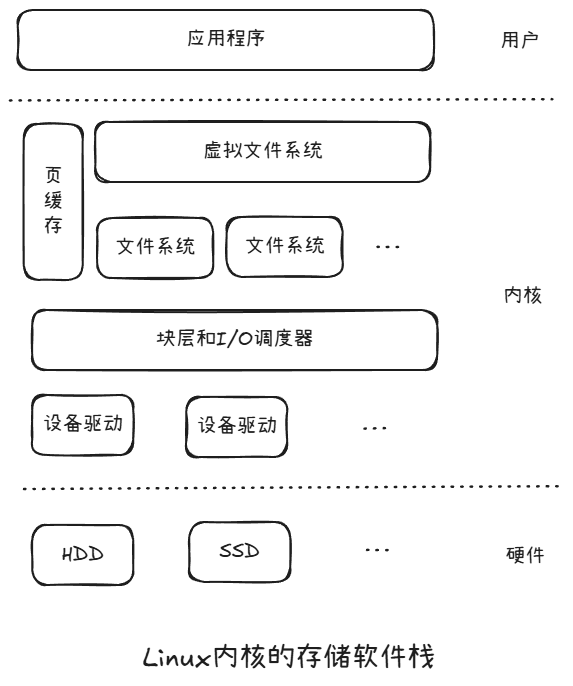 应用程序
用户
页缓存
虚拟文件系统
文件系统
文件系统
...
内核
块层和I/O调度器
设备驱动
设备驱动
...
HDD
SSD
...
硬件
Linux内核的存储软件栈